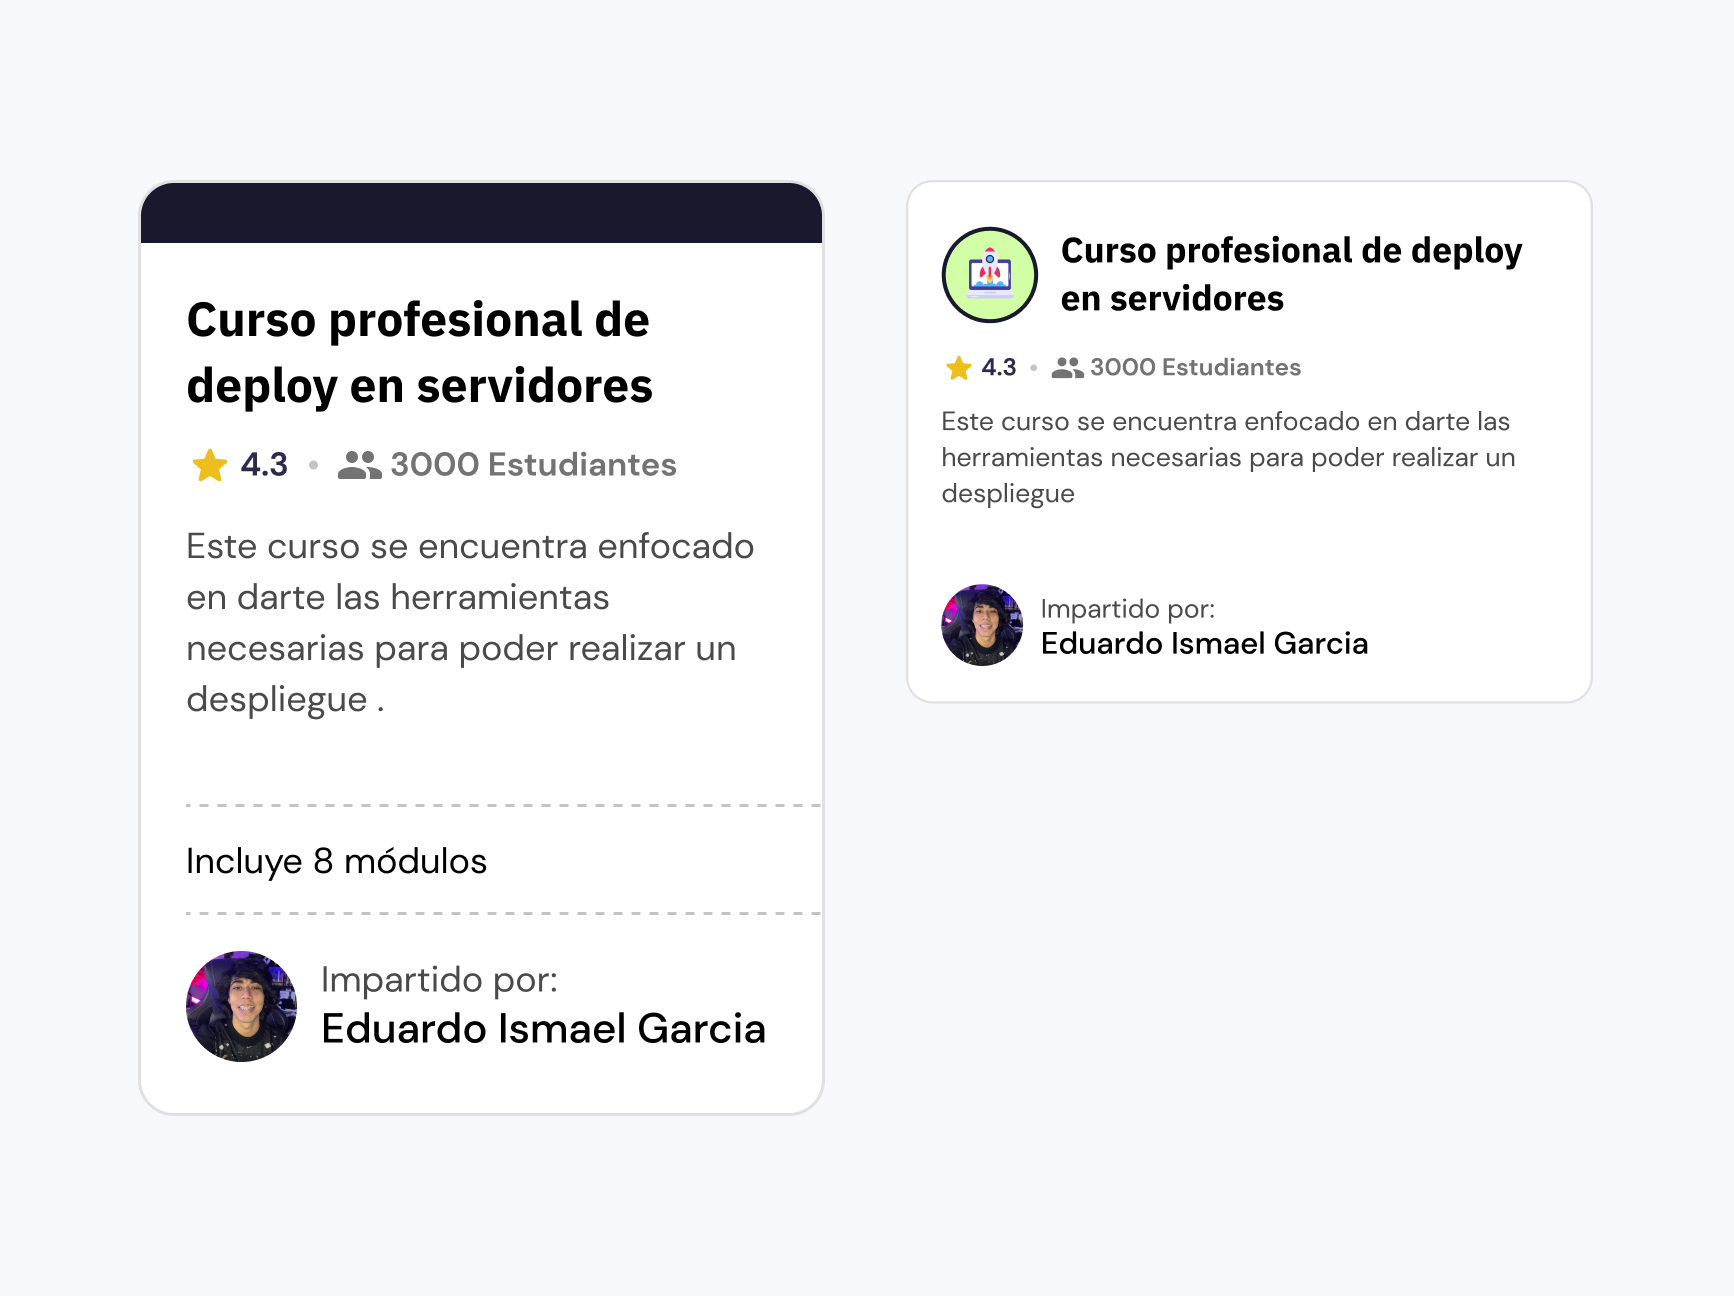 Curso profesional de
deploy en servidores
4.3 • 3000 Estudiantes
Este curso se encuentra enfocado
en darte las herramientas
necesarias para poder realizar un
despliegue .
Incluye 8 módulos
Impartido por:
Eduardo Ismael Garcia
Curso profesional de deploy
en servidores
4.3 • 3000 Estudiantes
Este curso se encuentra enfocado en darte las
herramientas necesarias para poder realizar un
despliegue
Impartido por:
Eduardo Ismael Garcia